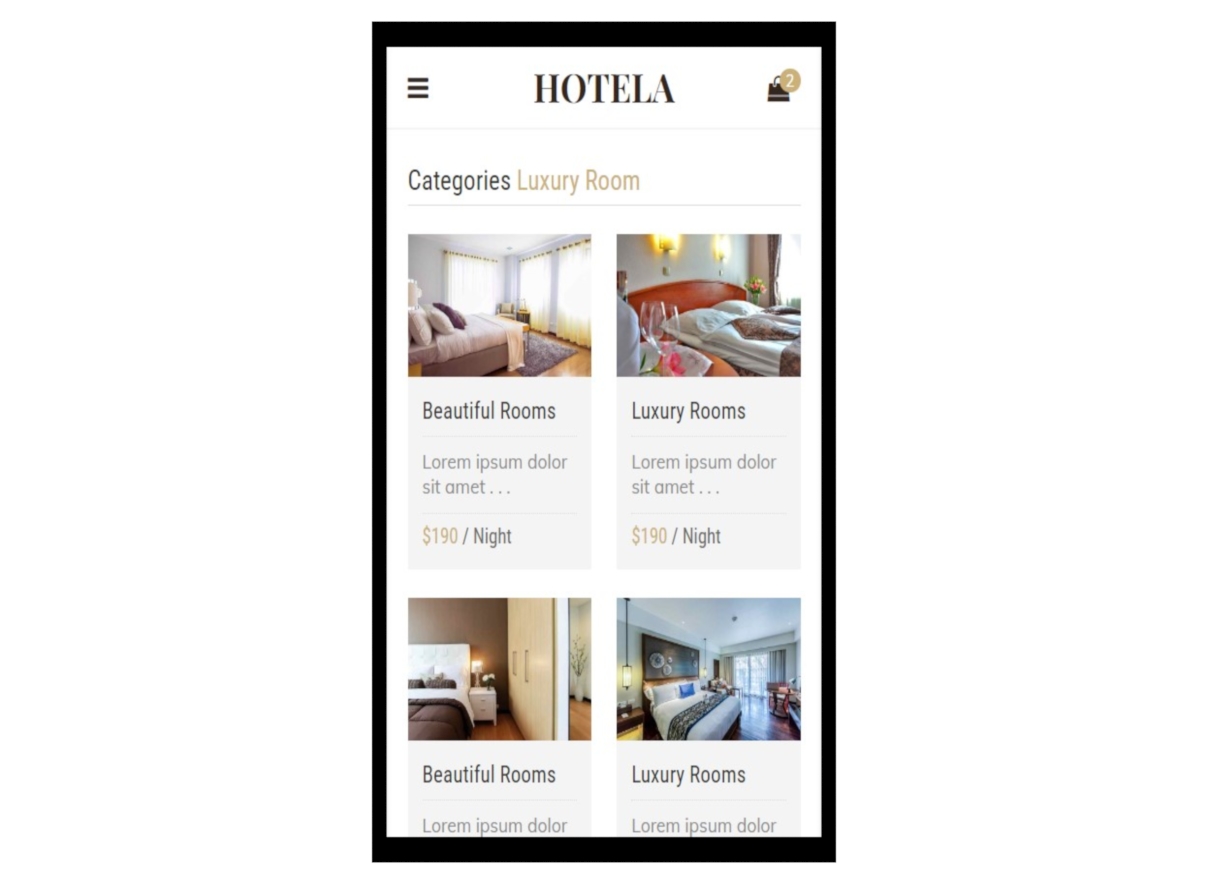 HOTELA
2
Categories Luxury Room
Beautiful Rooms
Lorem ipsum dolor
sit amet . . .
$190 / Night
Luxury Rooms
Lorem ipsum dolor
sit amet . . .
$190 / Night
Beautiful Rooms
Lorem ipsum dolor
Luxury Rooms
Lorem ipsum dolor